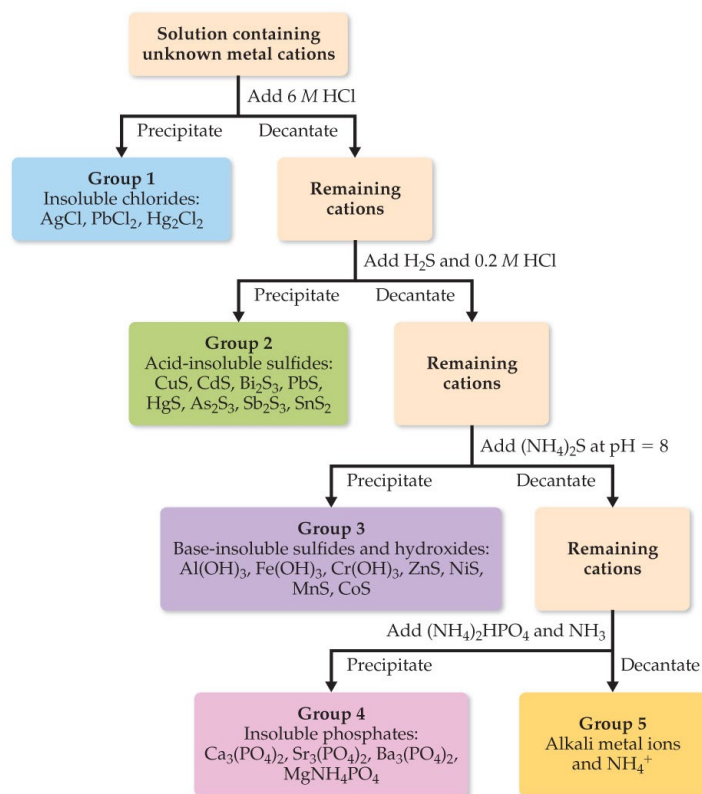 Solution containing
unknown metal cations
Add 6 M HCl
Precipitate
Decantate
Group 1
Insoluble chlorides:
AgCl, PbCl₂, Hg₂Cl₂
Remaining
cations
Add H₂S and 0.2 M HCl
Precipitate
Decantate
Group 2
Acid-insoluble sulfides:
CuS, CdS, Bi₂S₃, PbS,
HgS, As₂S₃, Sb₂S₃, SnS₂
Remaining
cations
Add (NH₄)₂S at pH = 8
Precipitate
Decantate
Group 3
Base-insoluble sulfides and hydroxides:
Al(OH)₃, Fe(OH)₃, Cr(OH)₃, ZnS, NiS,
MnS, CoS
Remaining
cations
Add (NH₄)₂HPO₄ and NH₃
Precipitate
Decantate
Group 4
Insoluble phosphates:
Ca₃(PO₄)₂, Sr₃(PO₄)₂, Ba₃(PO₄)₂,
MgNH₄PO₄
Group 5
Alkali metal ions
and NH₄⁺